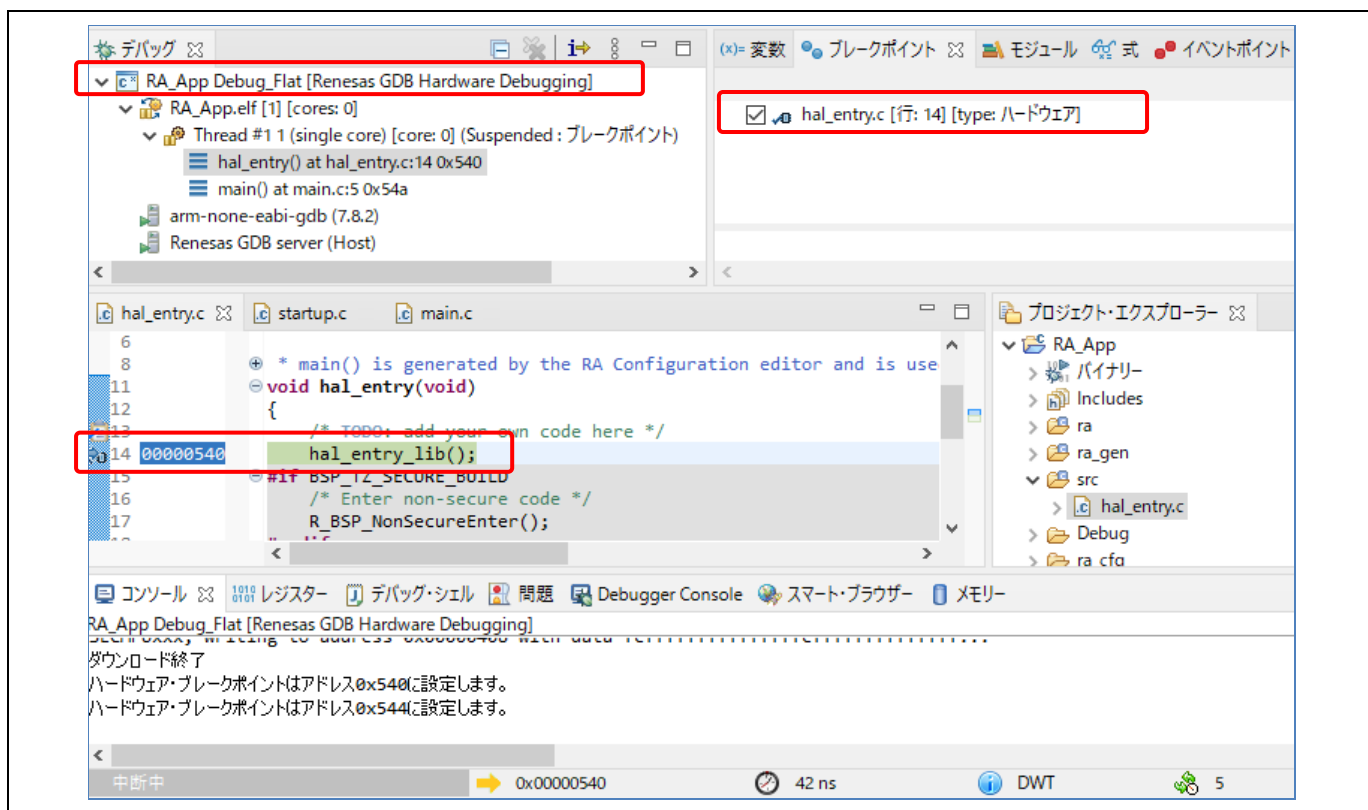 デバッグ
RA_App Debug_Flat [Renesas GDB Hardware Debugging]
RA_App.elf [1] [cores: 0]
Thread #1 1 (single core) [core: 0] (Suspended : ブレークポイント)
hal_entry() at hal_entry.c:14 0x540
main() at main.c:5 0x54a
arm-none-eabi-gdb (7.8.2)
Renesas GDB server (Host)
(x)= 変数 ブレークポイント モジュール 式 イベントポイント
hal_entry.c [行: 14] [type: ハードウェア]
hal_entry.c startup.c main.c
6
8 * main() is generated by the RA Configuration editor and is use
11 void hal_entry(void)
12 {
13 /* TODO: add your own code here */
14 00000540 hal_entry_lib();
15 #if BSP_TZ_SECURE_BUILD
16 /* Enter non-secure code */
17 R_BSP_NonSecureEnter();
プロジェクト・エクスプローラー
RA_App
バイナリー
Includes
ra
ra_gen
src
hal_entry.c
Debug
ra_cfg
コンソール レジスター デバッグ・シェル 問題 Debugger Console スマート・ブラウザー メモリー
RA_App Debug_Flat [Renesas GDB Hardware Debugging]
ダウンロード終了
ハードウェア・ブレークポイントはアドレス0x540に設定します。
ハードウェア・ブレークポイントはアドレス0x544に設定します。
中断中 0x00000540 42 ns DWT 5